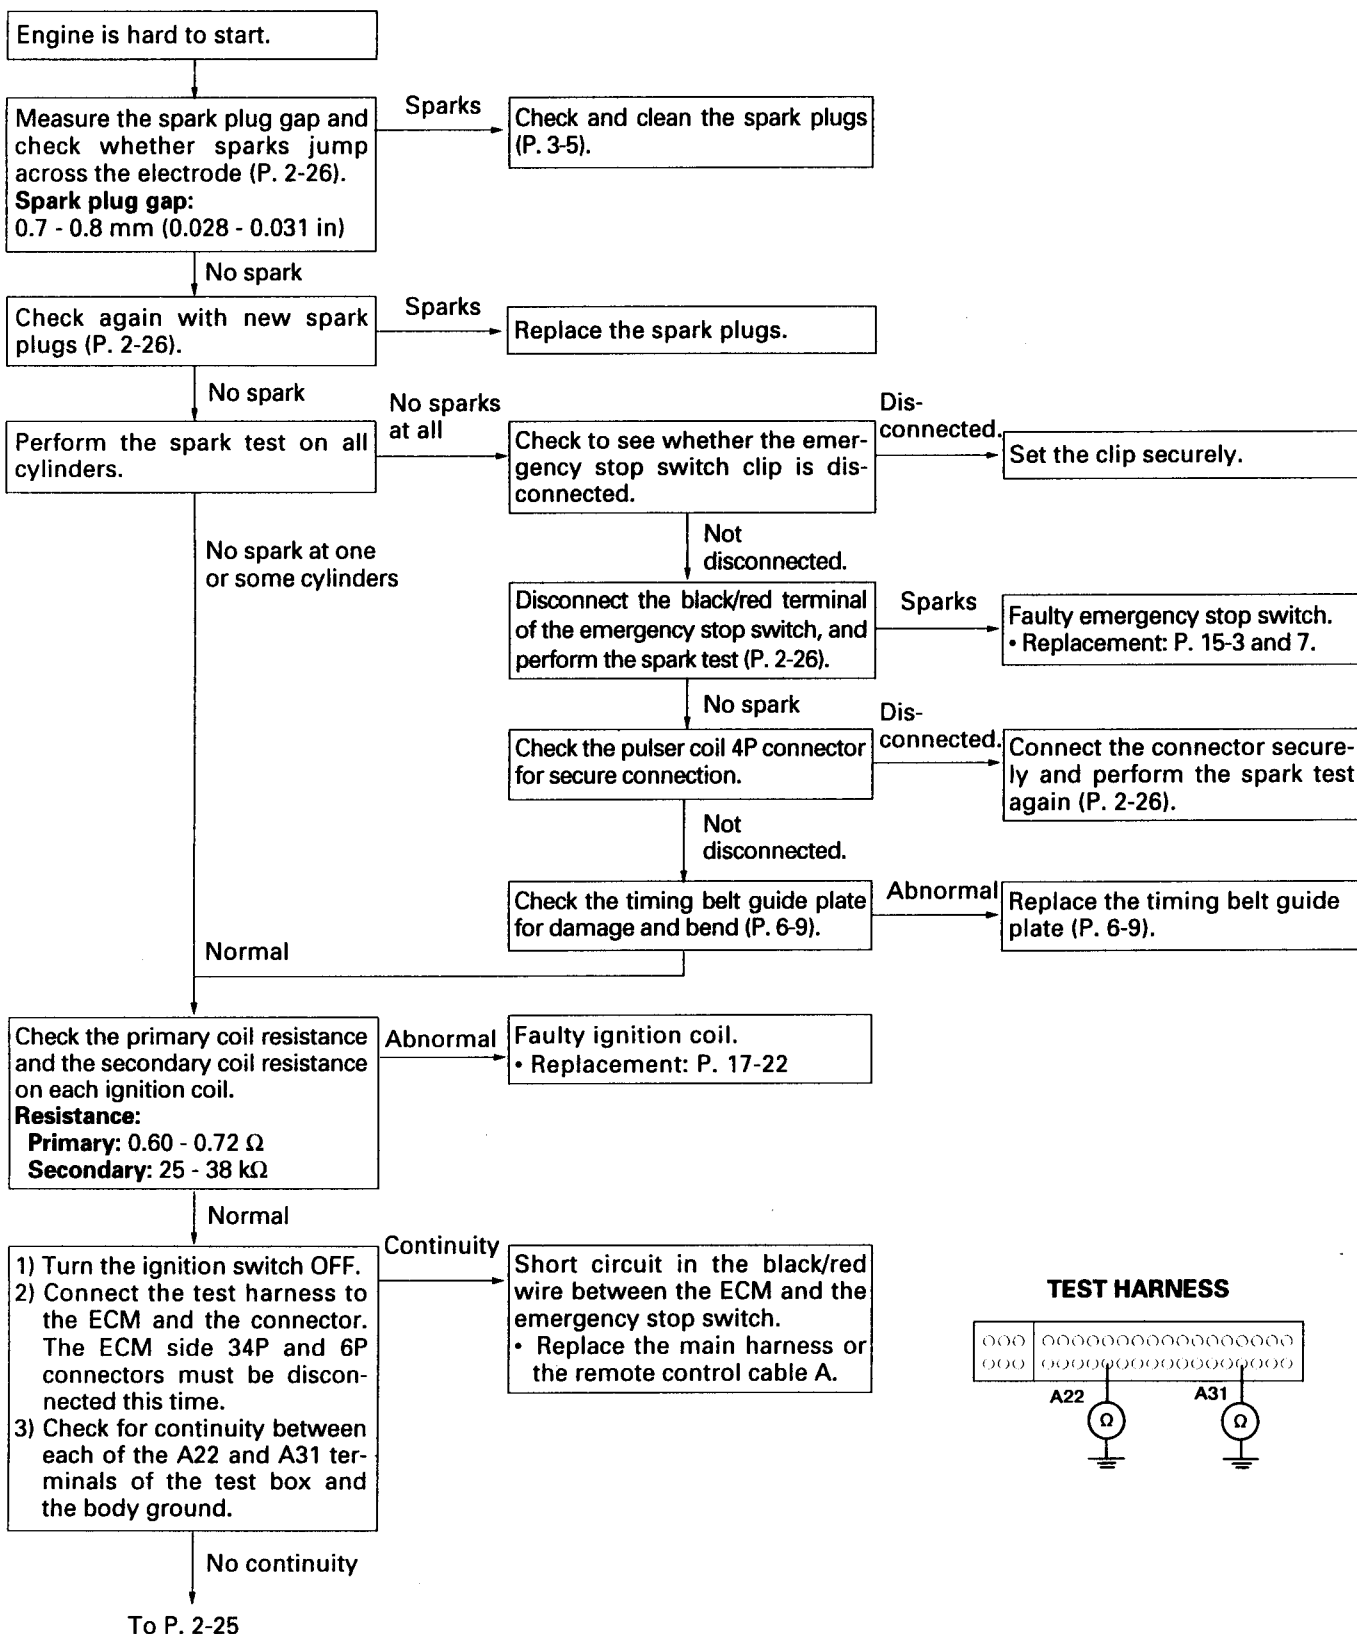 Engine is hard to start.
Measure the spark plug gap and
check whether sparks jump
across the electrode (P. 2-26).
Spark plug gap:
0.7 - 0.8 mm (0.028 - 0.031 in)
Sparks
Check and clean the spark plugs
(P. 3-5).
No spark
Check again with new spark
plugs (P. 2-26).
Sparks
Replace the spark plugs.
No spark
Perform the spark test on all
cylinders.
No sparks
at all
Check to see whether the emer-
gency stop switch clip is dis-
connected.
Dis-
connected.
Set the clip securely.
No spark at one
or some cylinders
Not
disconnected.
Disconnect the black/red terminal
of the emergency stop switch, and
perform the spark test (P. 2-26).
Sparks
Faulty emergency stop switch.
• Replacement: P. 15-3 and 7.
No spark
Check the pulser coil 4P connector
for secure connection.
Dis-
connected.
Connect the connector secure-
ly and perform the spark test
again (P. 2-26).
Not
disconnected.
Check the timing belt guide plate
for damage and bend (P. 6-9).
Abnormal
Replace the timing belt guide
plate (P. 6-9).
Normal
Check the primary coil resistance
and the secondary coil resistance
on each ignition coil.
Resistance:
Primary: 0.60 - 0.72 Ω
Secondary: 25 - 38 kΩ
Abnormal
Faulty ignition coil.
• Replacement: P. 17-22
Normal
1) Turn the ignition switch OFF.
2) Connect the test harness to
the ECM and the connector.
The ECM side 34P and 6P
connectors must be discon-
nected this time.
3) Check for continuity between
each of the A22 and A31 ter-
minals of the test box and
the body ground.
Continuity
Short circuit in the black/red
wire between the ECM and the
emergency stop switch.
• Replace the main harness or
the remote control cable A.
TEST HARNESS
A22
A31
Ω
Ω
No continuity
To P. 2-25